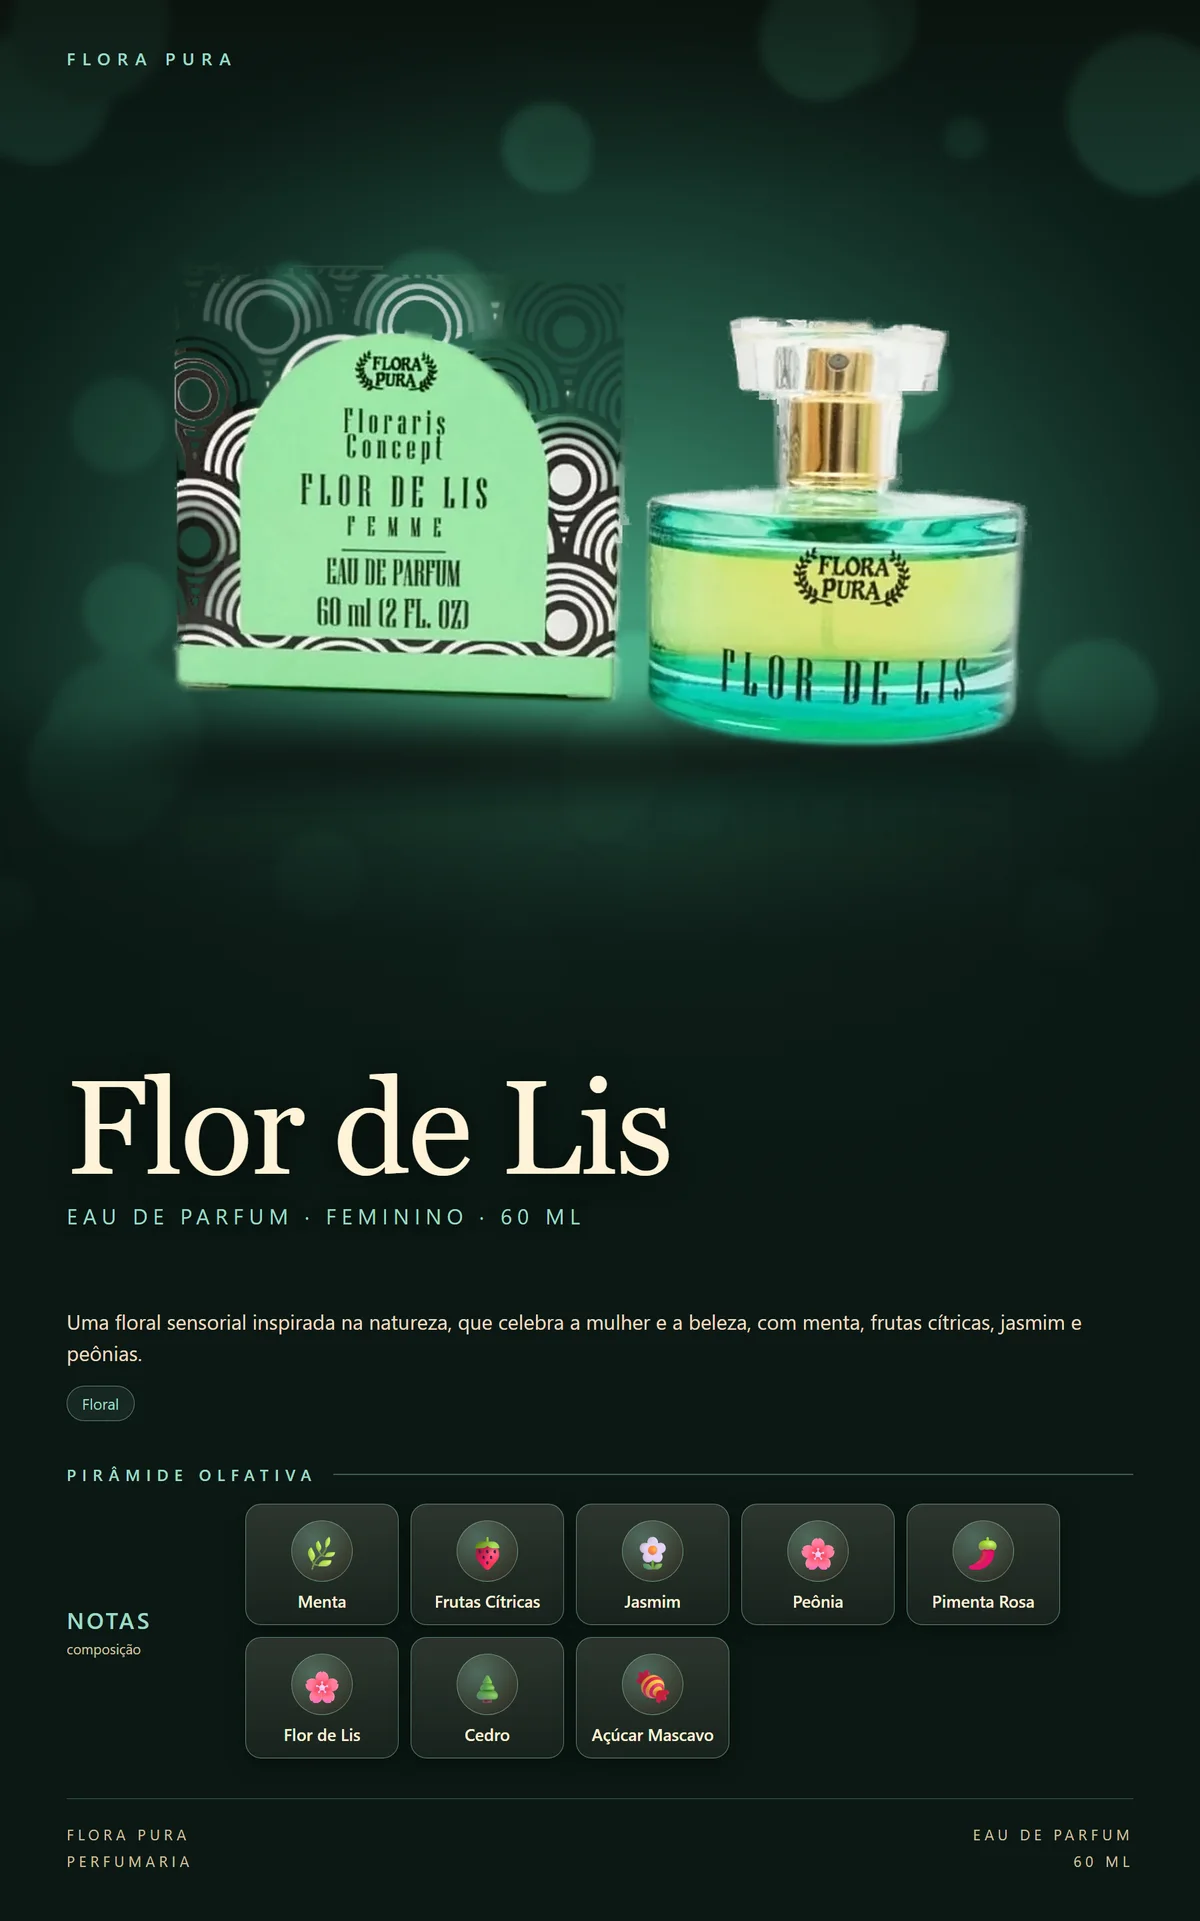 FLORA PURA
FLORA
PURA
Floraris
Concept
FLOR DE LIS
FEMME
EAU DE PARFUM
60 ml (2 FL. OZ)
FLORA
PURA
FLOR DE LIS
Flor de Lis
EAU DE PARFUM · FEMININO · 60 ML
Uma floral sensorial inspirada na natureza, que celebra a mulher e a beleza, com menta, frutas cítricas, jasmim e
peônias.
Floral
PIRÂMIDE OLFATIVA
NOTAS
composição
Menta
Frutas Cítricas
Jasmim
Peônia
Pimenta Rosa
Flor de Lis
Cedro
Açúcar Mascavo
FLORA PURA
PERFUMARIA
EAU DE PARFUM
60 ML